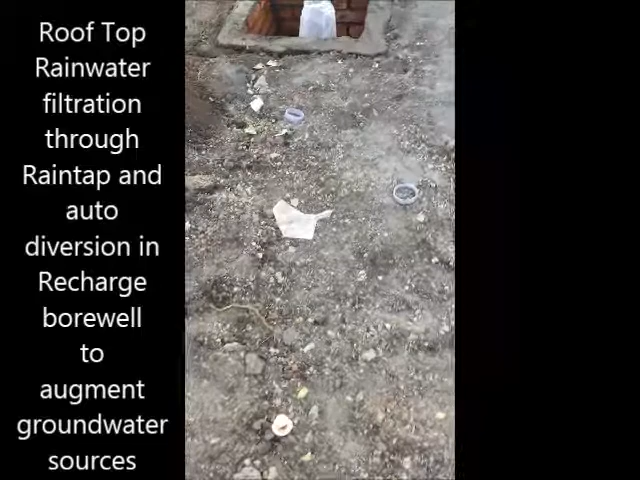 Roof Top
Rainwater
filtration
through
Raintap and
auto
diversion in
Recharge
borewell
to
augment
groundwater
sources